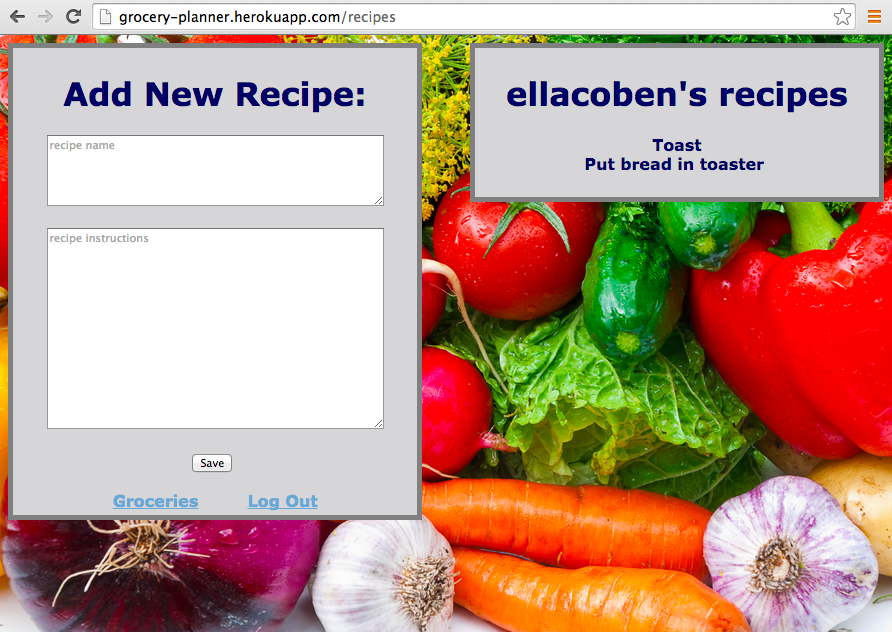 grocery-planner.herokuapp.com/recipes
Add New Recipe:
recipe name
recipe instructions
Save
Groceries Log Out
ellacoben's recipes
Toast
Put bread in toaster